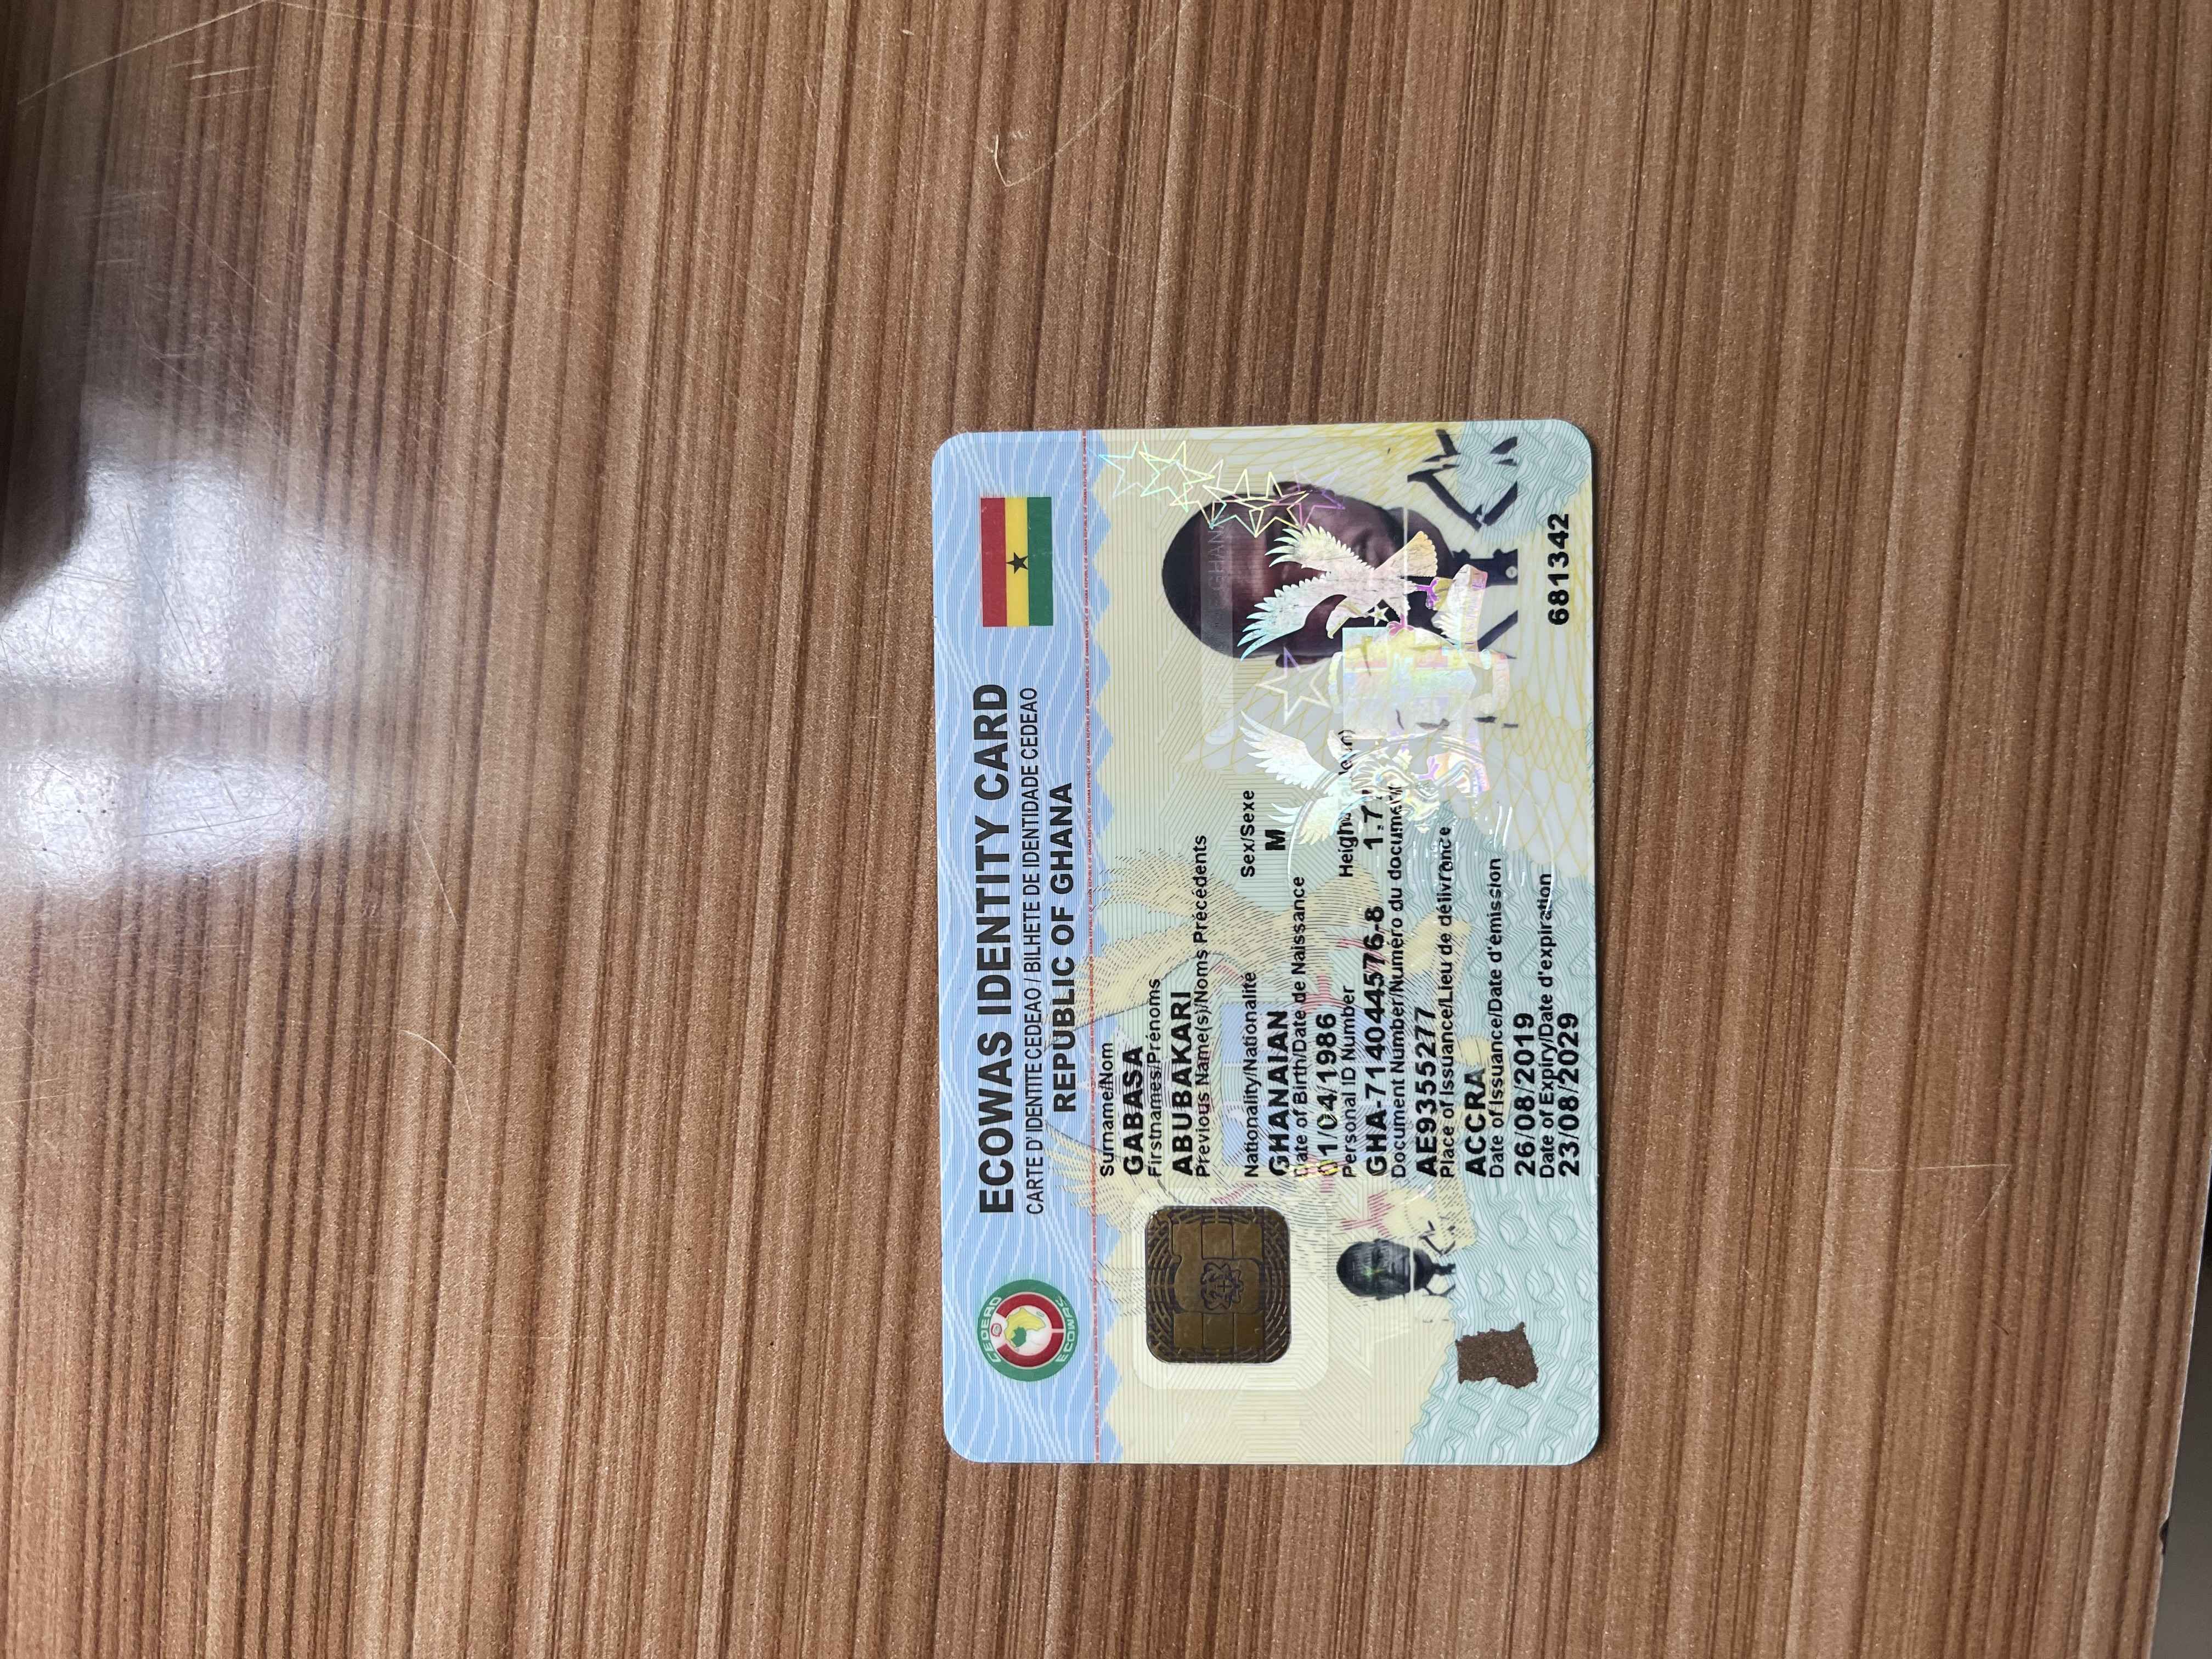 CEDEAO
ECOWAS
ECOWAS IDENTITY CARD
CARTE D' IDENTITE CEDEAO / BILHETE DE IDENTIDADE CEDEAO
REPUBLIC OF GHANA
Surname/Nom
GABASA
Firstnames/Prénoms
ABUBAKARI
Previous Name(s)/Noms Précédents
Nationality/Nationalité Sex/Sexe
GHANAIAN M
Date of Birth/Date de Naissance
01/04/1986
Personal ID Number
GHA-714044576-8
Document Number/Numéro du document
AE9355277
Place of Issuance/Lieu de délivrance
ACCRA
Date of Issuance/Date d'émission
26/08/2019
Date of Expiry/Date d'expiration
23/08/2029
681342